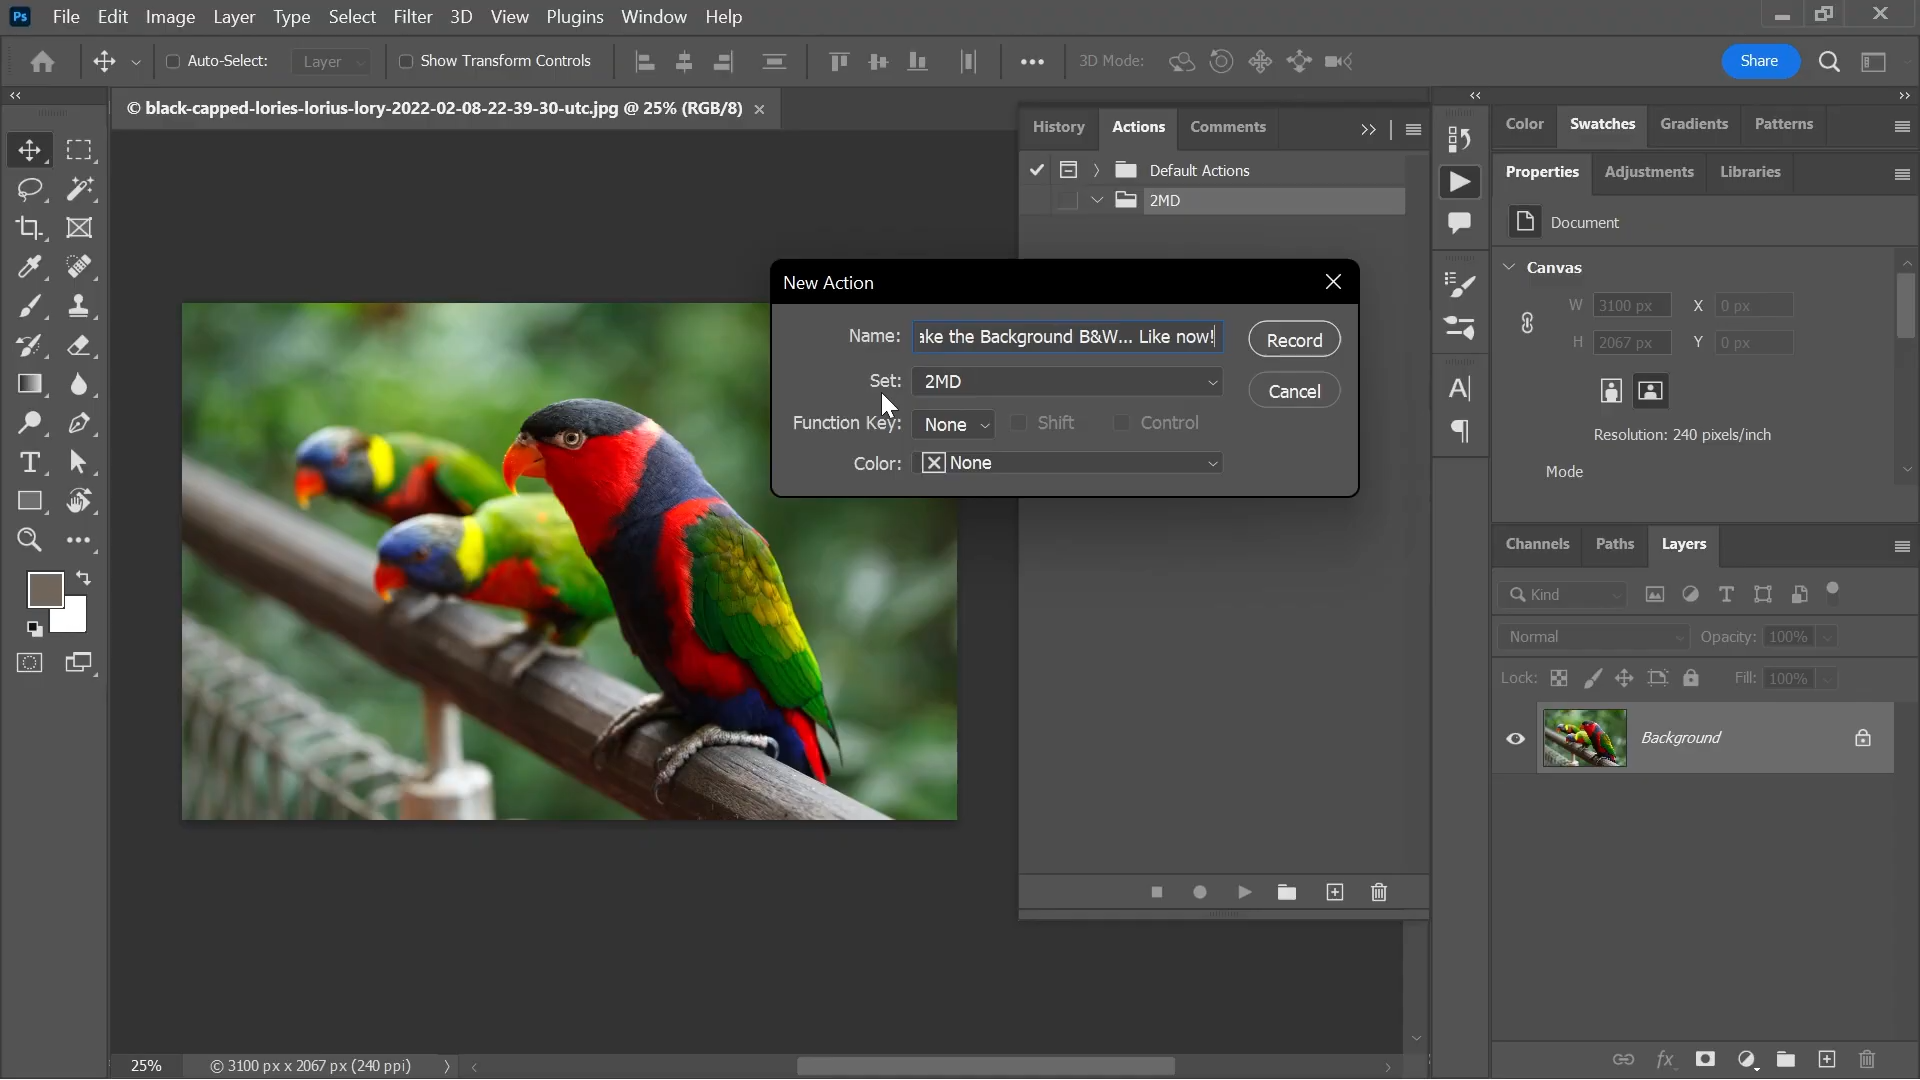 Ps File Edit Image Layer Type Select Filter 3D View Plugins Window Help
Auto-Select: Layer Show Transform Controls ••• 3D Mode: Share
© black-capped-lories-lorius-lory-2022-02-08-22-39-30-utc.jpg @ 25% (RGB/8)
History Actions Comments
Default Actions
2MD
New Action
Name: ake the Background B&W... Like now!
Set: 2MD
Function Key: None Shift Control
Color: None
Record
Cancel
Color Swatches Gradients Patterns
Properties Adjustments Libraries
Document
Canvas
W 3100 px X 0 px
H 2067 px Y 0 px
Resolution: 240 pixels/inch
Mode
Channels Paths Layers
Kind
Normal Opacity: 100%
Lock: Fill: 100%
Background
fx
25% © 3100 px x 2067 px (240 ppi)